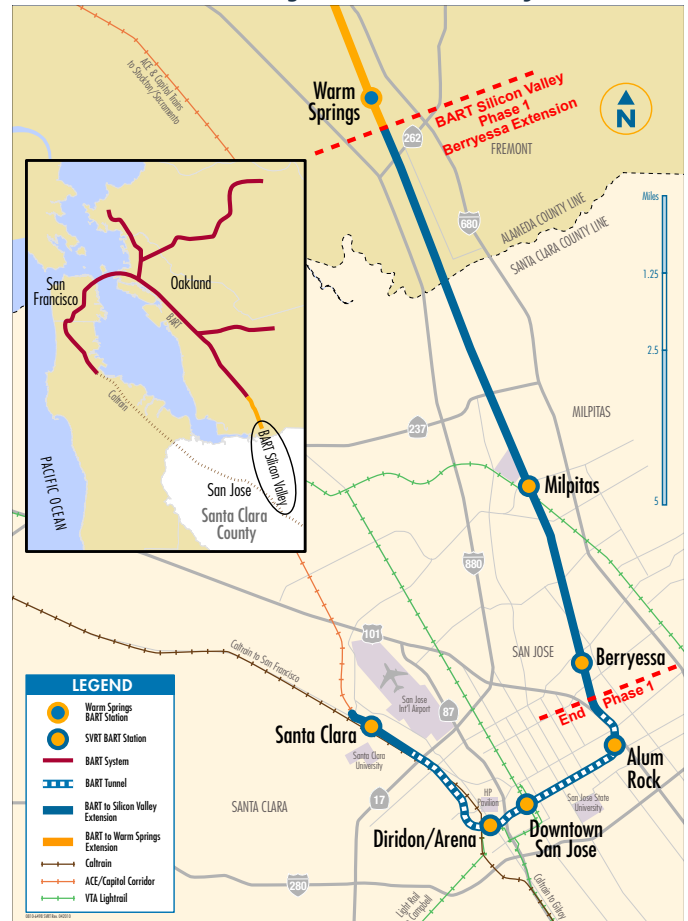 ACE & Capitol Trains
to Stockton/Sacramento
Warm
Springs
BART Silicon Valley
Phase 1
Berryessa Extension
N
262
FREMONT
680
ALAMEDA COUNTY LINE
SANTA CLARA COUNTY LINE
Miles
1.25
2.5
5
San
Francisco
Oakland
BART
Caltrain
BART Silicon Valley
PACIFIC OCEAN
San Jose
Santa Clara
County
237
MILPITAS
Milpitas
880
101
Caltrain to San Francisco
SAN JOSE
Berryessa
End Phase 1
San Jose
Int'l Airport
87
Santa Clara
Santa Clara
University
Alum
Rock
17
SANTA CLARA
HP
Pavilion
San Jose State
University
Downtown
San Jose
Diridon/Arena
280
Light Rail
Campbell
Caltrain to Gilroy
LEGEND
Warm Springs
BART Station
SVRT BART Station
BART System
BART Tunnel
BART to Silicon Valley
Extension
BART to Warm Springs
Extension
Caltrain
ACE/Capitol Corridor
VTA Lightrail